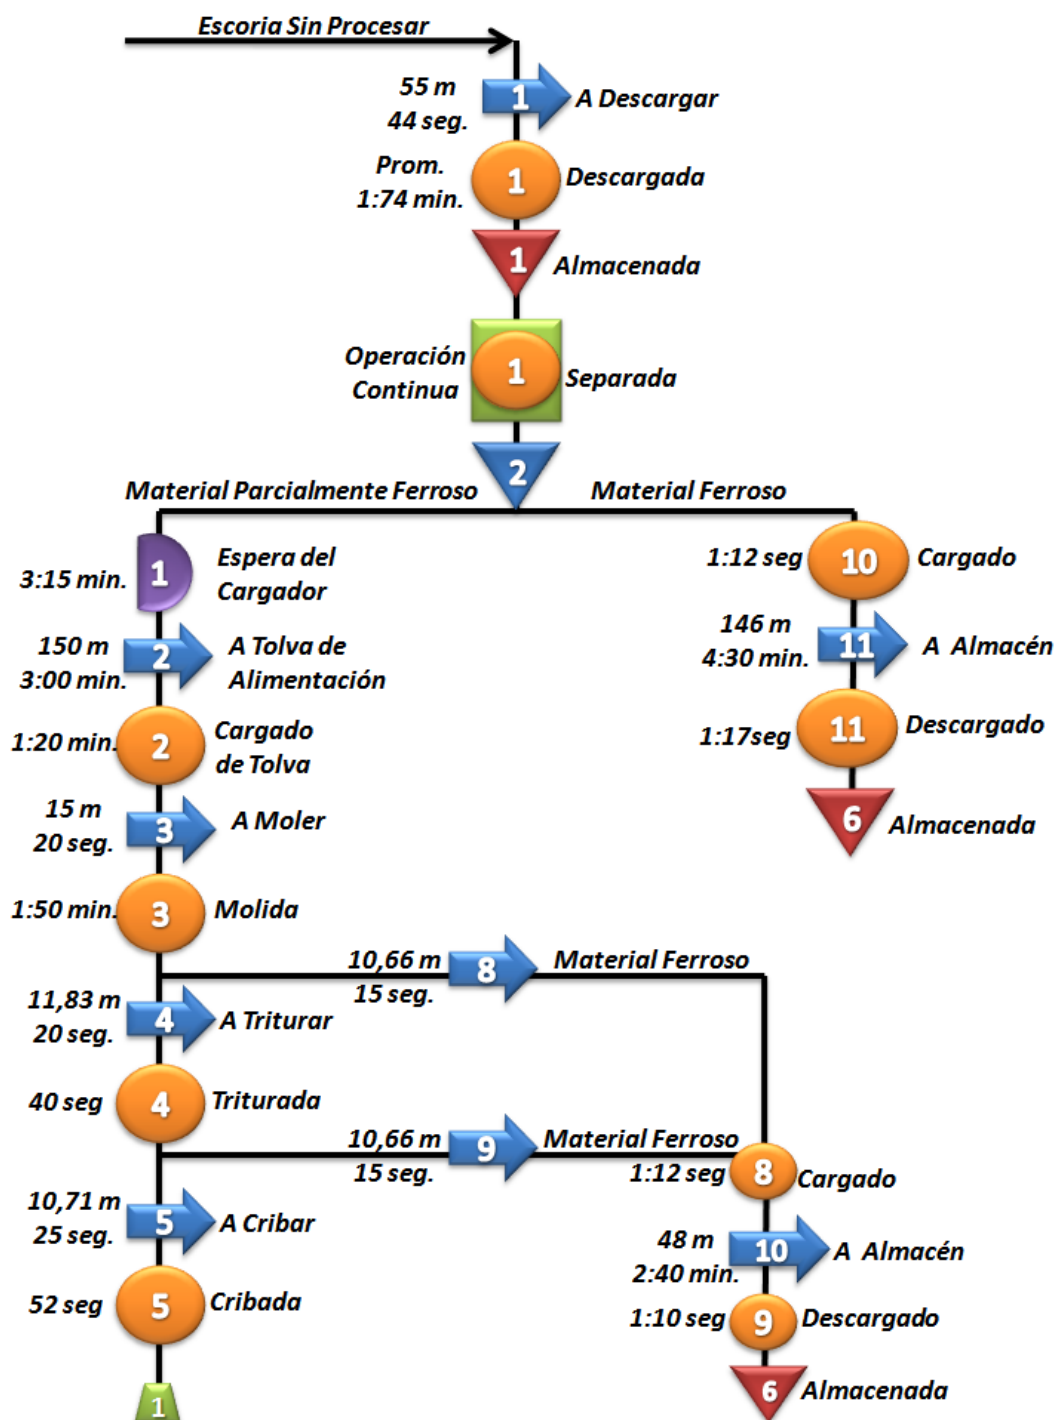 Escoria Sin Procesar
55 m
44 seg.
1
A Descargar
Prom.
1:74 min.
1
Descargada
1
Almacenada
Operación
Continua
1
Separada
2
Material Parcialmente Ferroso
Material Ferroso
3:15 min.
1
Espera del
Cargador
150 m
3:00 min.
2
A Tolva de
Alimentación
1:20 min.
2
Cargado
de Tolva
15 m
20 seg.
3
A Moler
1:50 min.
3
Molida
1:12 seg
10
Cargado
146 m
4:30 min.
11
A Almacén
1:17seg
11
Descargado
6
Almacenada
10,66 m
15 seg.
8
Material Ferroso
11,83 m
20 seg.
4
A Triturar
40 seg
4
Triturada
10,66 m
15 seg.
9
Material Ferroso
1:12 seg
8
Cargado
10,71 m
25 seg.
5
A Cribar
48 m
2:40 min.
10
A Almacén
52 seg
5
Cribada
1:10 seg
9
Descargado
6
Almacenada
1